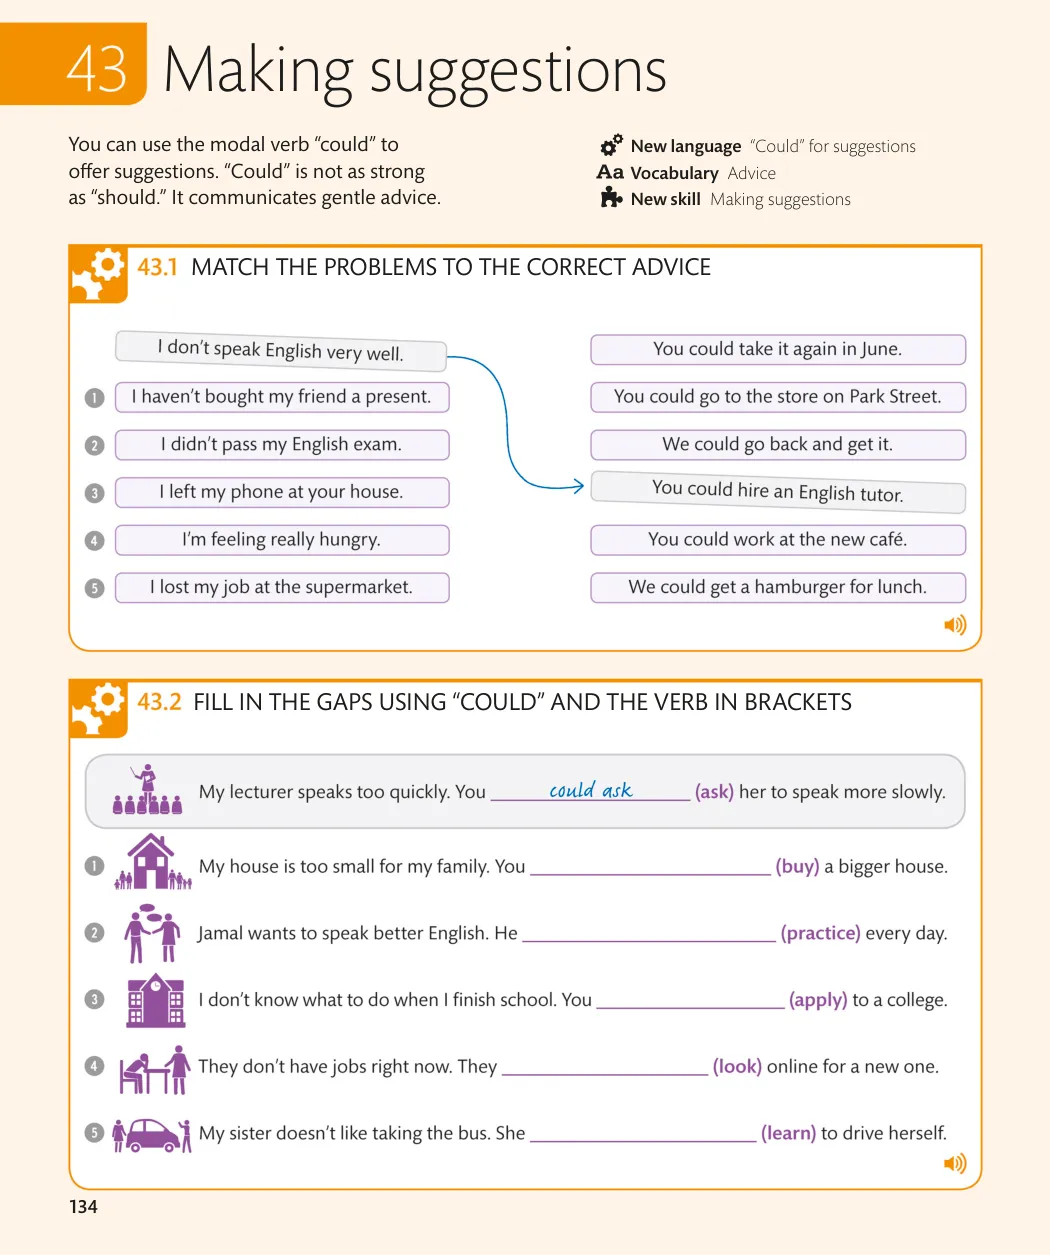 43 Making suggestions
You can use the modal verb “could” to
offer suggestions. “Could” is not as strong
as “should.” It communicates gentle advice.
New language “Could” for suggestions
Aa Vocabulary Advice
New skill Making suggestions
43.1 MATCH THE PROBLEMS TO THE CORRECT ADVICE
I don’t speak English very well.
1 I haven’t bought my friend a present.
2 I didn’t pass my English exam.
3 I left my phone at your house.
4 I’m feeling really hungry.
5 I lost my job at the supermarket.
You could take it again in June.
You could go to the store on Park Street.
We could go back and get it.
You could hire an English tutor.
You could work at the new café.
We could get a hamburger for lunch.
43.2 FILL IN THE GAPS USING “COULD” AND THE VERB IN BRACKETS
My lecturer speaks too quickly. You could ask (ask) her to speak more slowly.
1 My house is too small for my family. You ____ (buy) a bigger house.
2 Jamal wants to speak better English. He ____ (practice) every day.
3 I don’t know what to do when I finish school. You ____ (apply) to a college.
4 They don’t have jobs right now. They ____ (look) online for a new one.
5 My sister doesn’t like taking the bus. She ____ (learn) to drive herself.
134